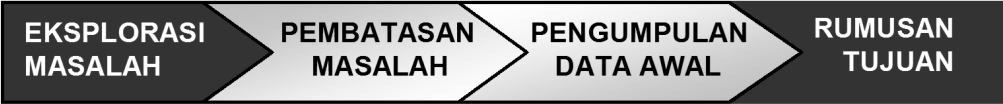 EKSPLORASI
MASALAH
PEMBATASAN
MASALAH
PENGUMPULAN
DATA AWAL
RUMUSAN
TUJUAN